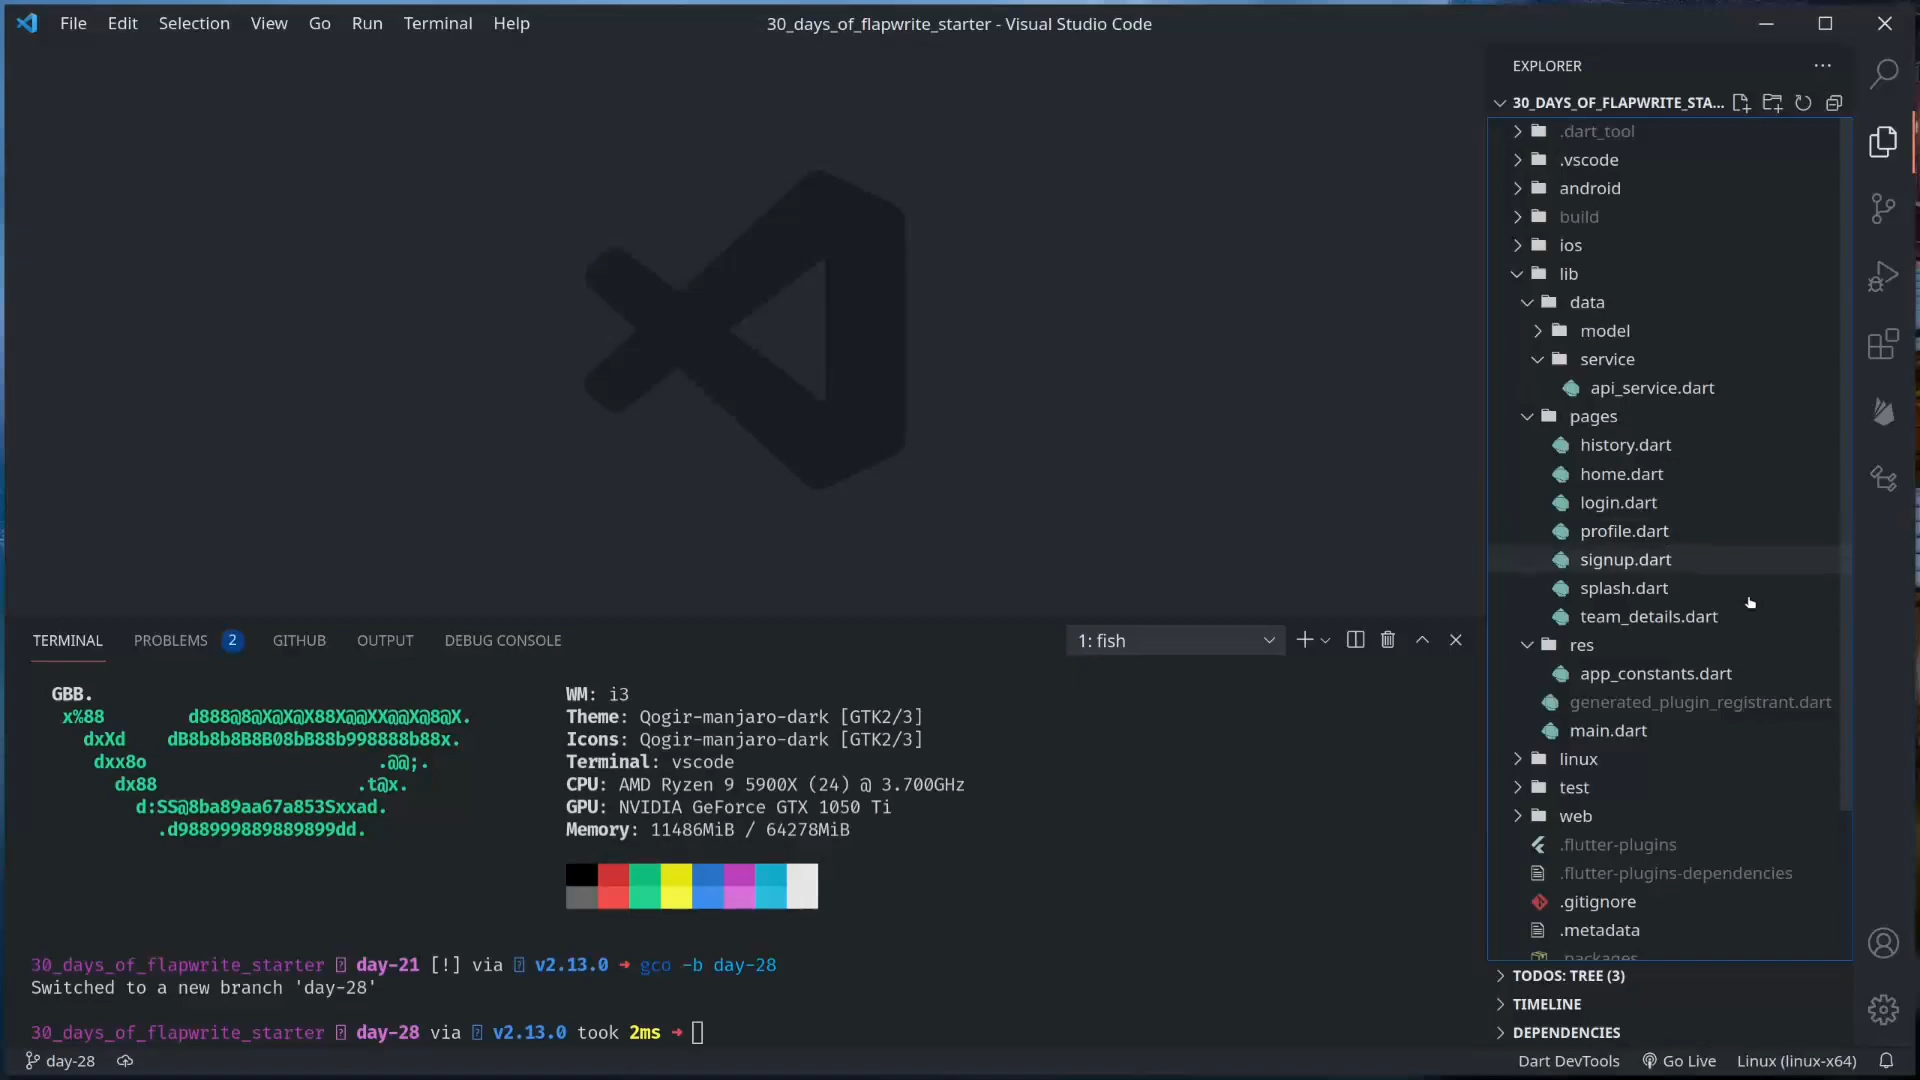 File Edit Selection View Go Run Terminal Help
30_days_of_flapwrite_starter - Visual Studio Code
EXPLORER
30_DAYS_OF_FLAPWRITE_STA...
.dart_tool
.vscode
android
build
ios
lib
data
model
service
api_service.dart
pages
history.dart
home.dart
login.dart
profile.dart
signup.dart
splash.dart
team_details.dart
res
app_constants.dart
generated_plugin_registrant.dart
main.dart
linux
test
web
.flutter-plugins
.flutter-plugins-dependencies
.gitignore
.metadata
.packages
TODOS: TREE (3)
TIMELINE
DEPENDENCIES
TERMINAL PROBLEMS 2 GITHUB OUTPUT DEBUG CONSOLE
1: fish
GBB. WM: i3
x%88 d888@8@X@X@X88X@@XX@@X@8@X. Theme: Qogir-manjaro-dark [GTK2/3]
dxXd dB8b8b8B8B08bB88b998888b88x. Icons: Qogir-manjaro-dark [GTK2/3]
dxx8o .@@;. Terminal: vscode
dx88 .t@x. CPU: AMD Ryzen 9 5900X (24) @ 3.700GHz
d:SS@8ba89aa67a853Sxxad. GPU: NVIDIA GeForce GTX 1050 Ti
.d988999889889899dd. Memory: 11486MiB / 64278MiB
30_days_of_flapwrite_starter day-21 [!] via v2.13.0 ➜ gco -b day-28
Switched to a new branch 'day-28'
30_days_of_flapwrite_starter day-28 via v2.13.0 took 2ms ➜
day-28
Dart DevTools Go Live Linux (linux-x64)